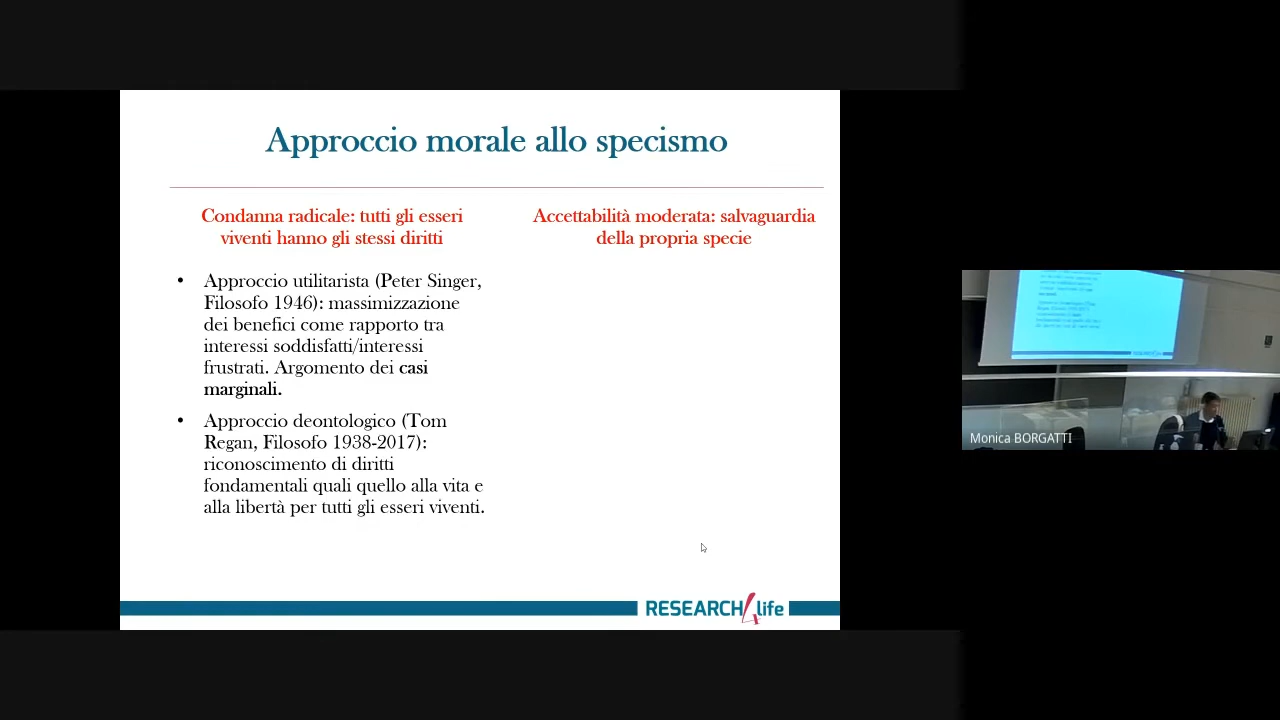 Approccio morale allo specismo
Condanna radicale: tutti gli esseri
viventi hanno gli stessi diritti
• Approccio utilitarista (Peter Singer,
Filosofo 1946): massimizzazione
dei benefici come rapporto tra
interessi soddisfatti/interessi
frustrati. Argomento dei casi
marginali.
• Approccio deontologico (Tom
Regan, Filosofo 1938-2017):
riconoscimento di diritti
fondamentali quali quello alla vita e
alla libertà per tutti gli esseri viventi.
Accettabilità moderata: salvaguardia
della propria specie
RESEARCH4life
Monica BORGATTI